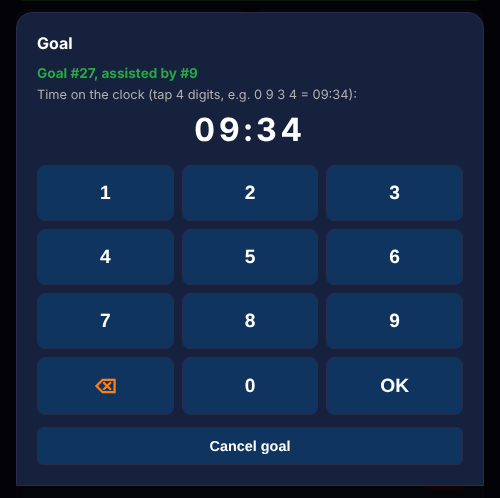 Goal
Goal #27, assisted by #9
Time on the clock (tap 4 digits, e.g. 0 9 3 4 = 09:34):
09:34
1 2 3
4 5 6
7 8 9
0 OK
Cancel goal